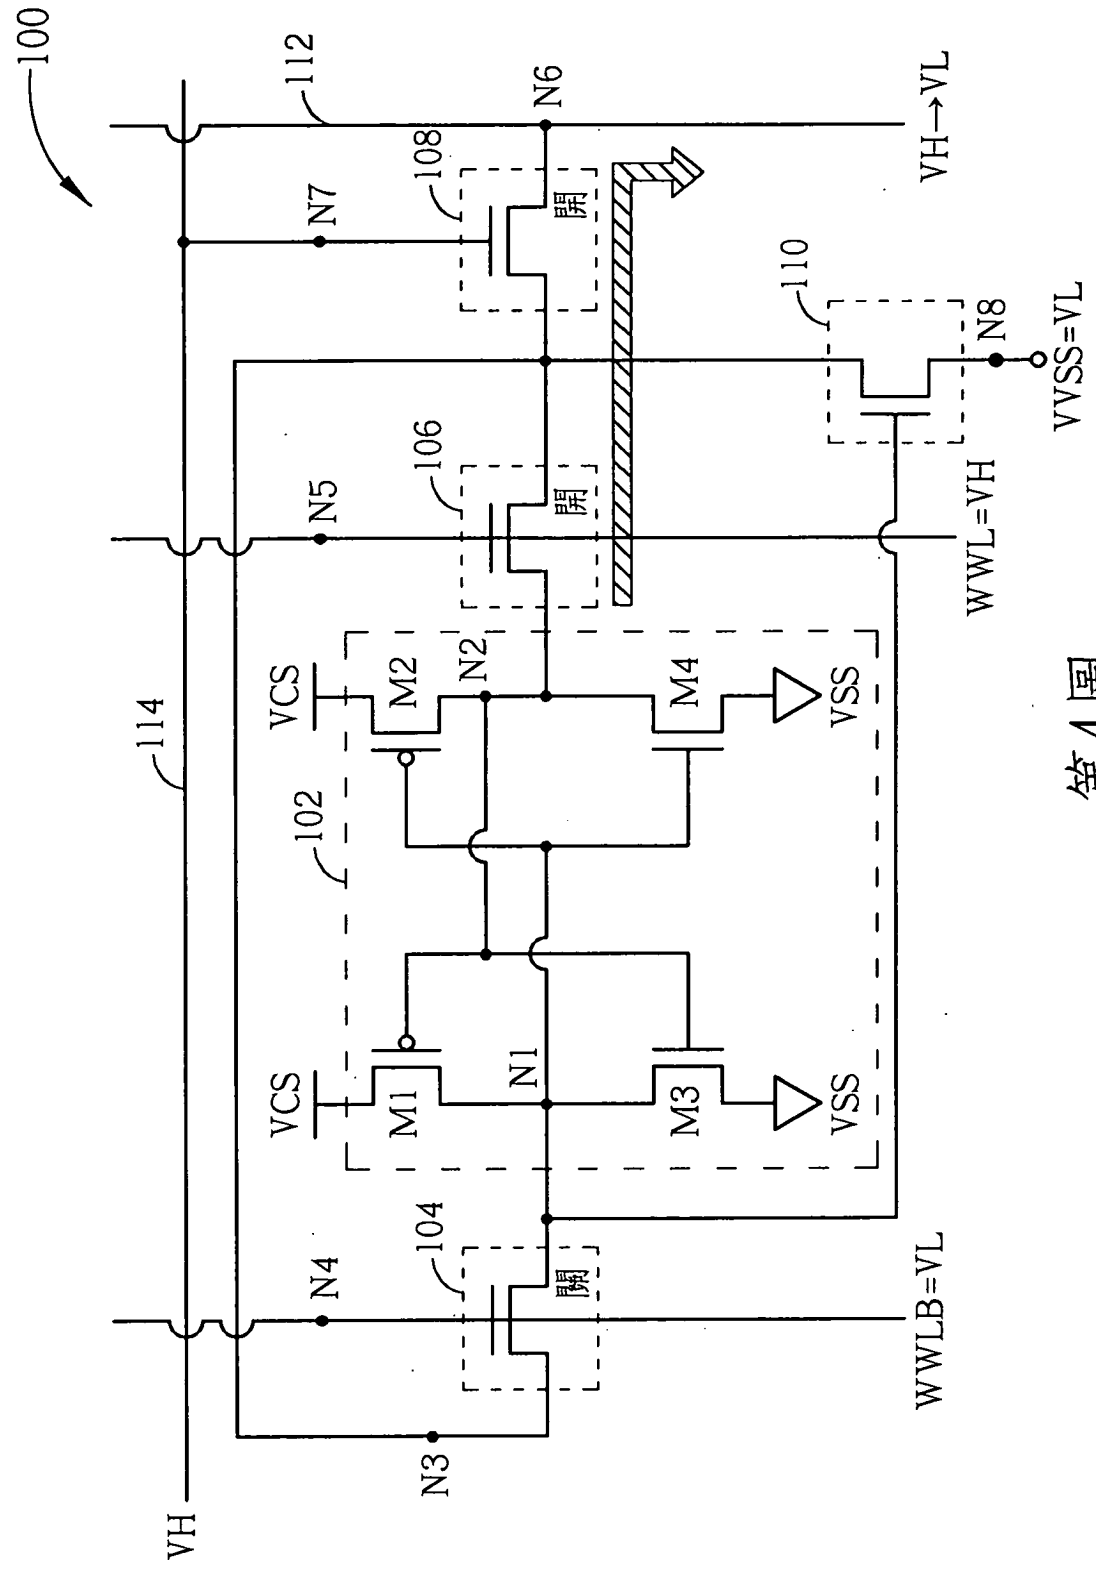 100
VH
114
112
N4
N5
N7
N6
VCS
VCS
102
104
106
108
M1
M2
N1
N2
N3
關
開
開
M3
M4
VSS
VSS
110
N8
WWLB=VL
WWL=VH
VVSS=VL
VH→VL
第4圖